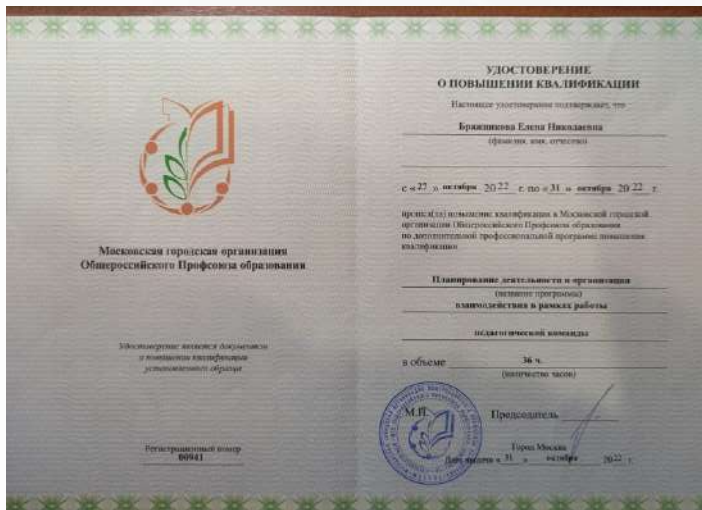 Московская городская организация
Общероссийского Профсоюза образования
Удостоверение является документом
о повышении квалификации
установленного образца
Регистрационный номер
00941
УДОСТОВЕРЕНИЕ
О ПОВЫШЕНИИ КВАЛИФИКАЦИИ
Настоящее удостоверение подтверждает, что
Бряжникова Елена Николаевна
(фамилия, имя, отчество)
с «27 » октября 20 22 г. по « 31 » октября 20 22 г.
прошел(ла) повышение квалификации в Московской городской
организации Общероссийского Профсоюза образования
по дополнительной профессиональной программе повышения
квалификации
Планирование деятельности и организация
(название программы)
взаимодействия в рамках работы
педагогической команды
в объеме 36 ч.
(количество часов)
М.П. Председатель
Город Москва
Дата выдачи « 31 » октября 2022 г.